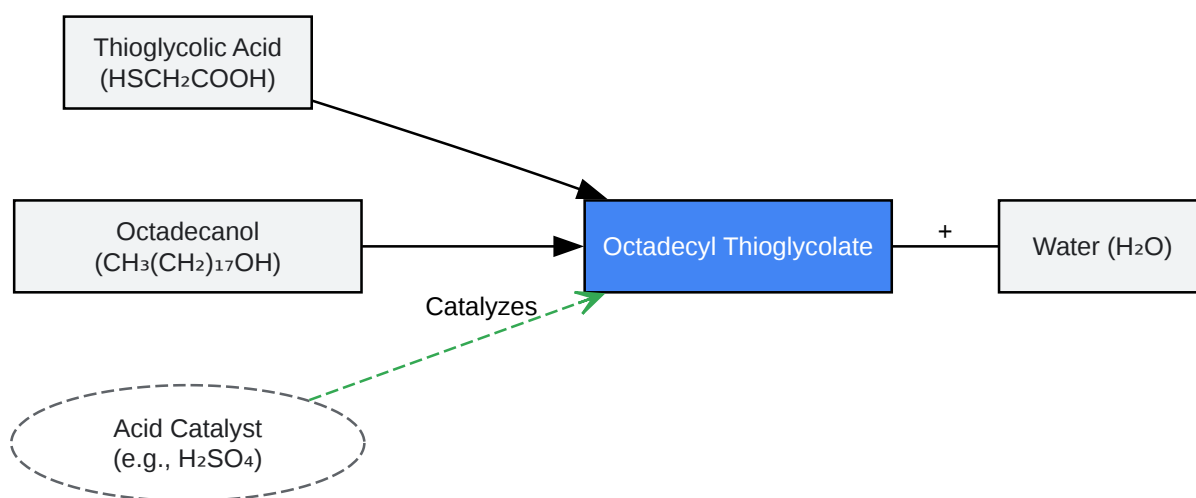 Thioglycolic Acid
(HSCH₂COOH)
Octadecanol
(CH₃(CH₂)₁₇OH)
Octadecyl Thioglycolate
+
Water (H₂O)
Catalyzes
Acid Catalyst
(e.g., H₂SO₄)